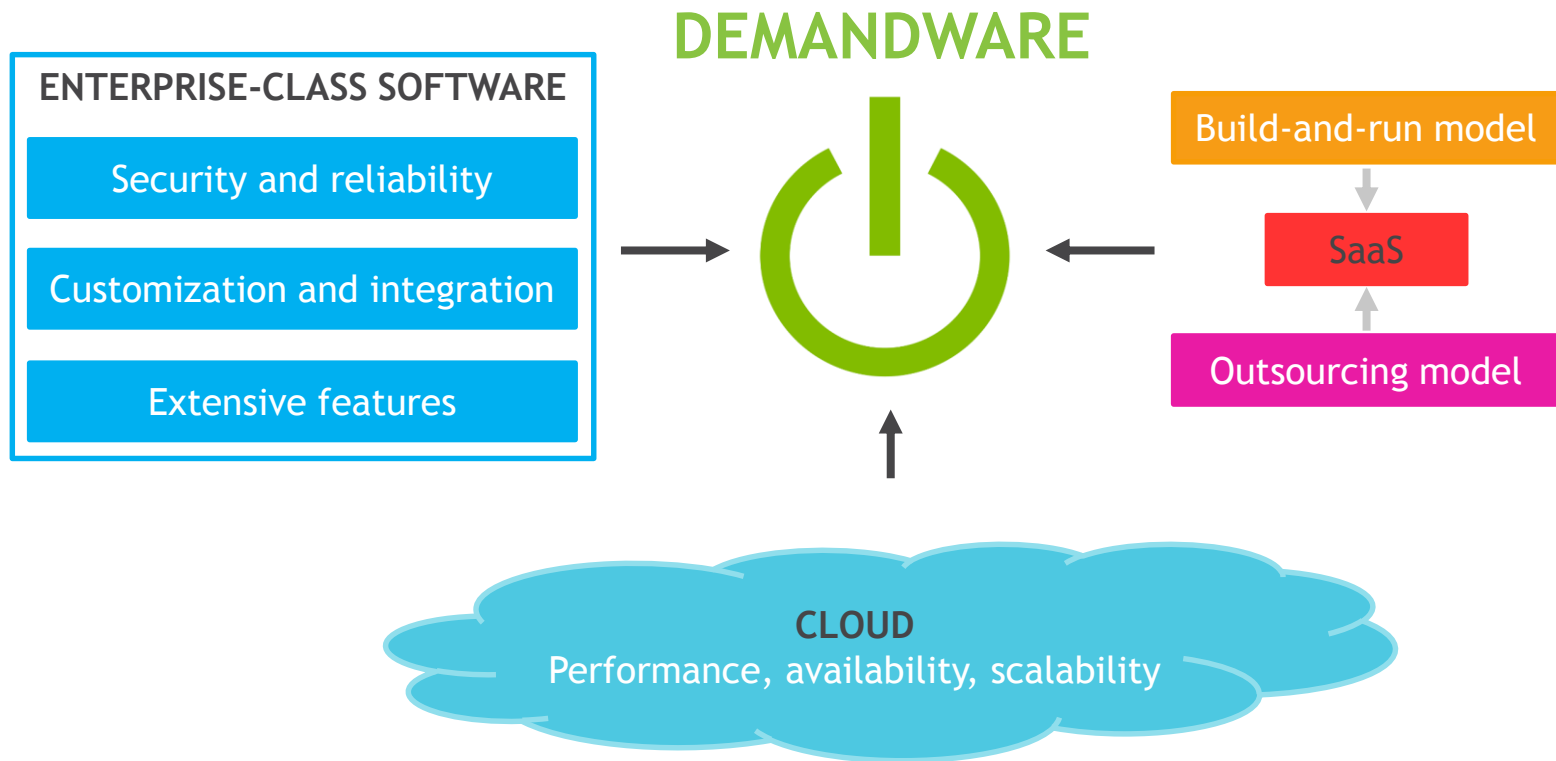 DEMANDWARE
ENTERPRISE-CLASS SOFTWARE
Security and reliability
Customization and integration
Extensive features
Build-and-run model
SaaS
Outsourcing model
CLOUD
Performance, availability, scalability